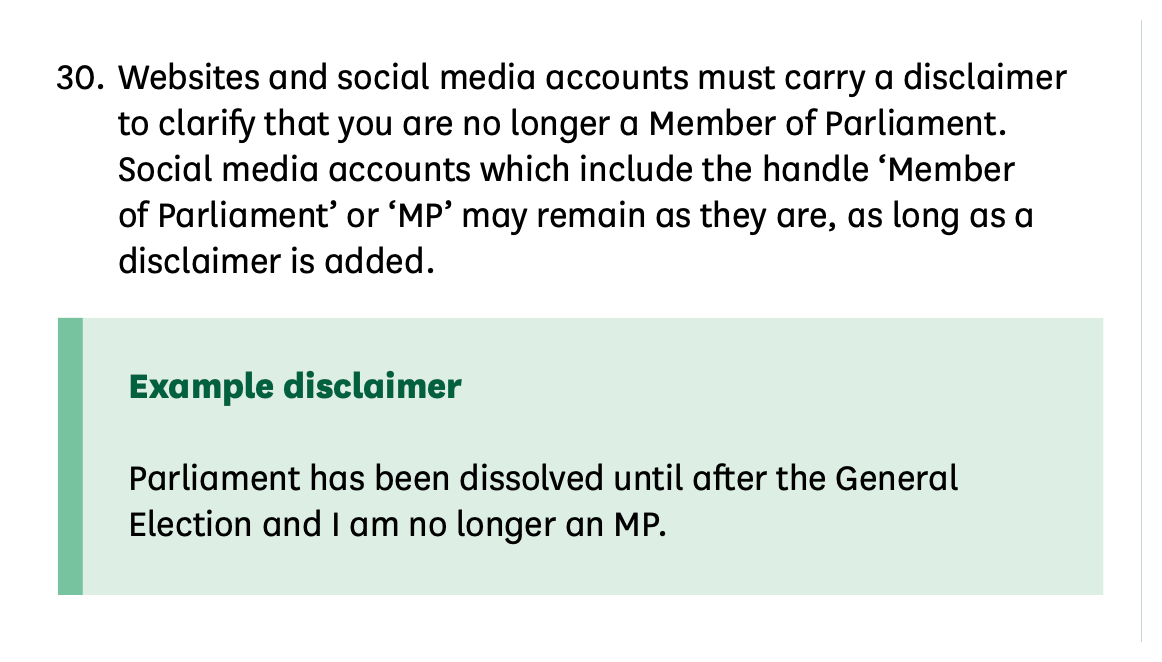 30. Websites and social media accounts must carry a disclaimer
to clarify that you are no longer a Member of Parliament.
Social media accounts which include the handle ‘Member
of Parliament’ or ‘MP’ may remain as they are, as long as a
disclaimer is added.
Example disclaimer
Parliament has been dissolved until after the General
Election and I am no longer an MP.